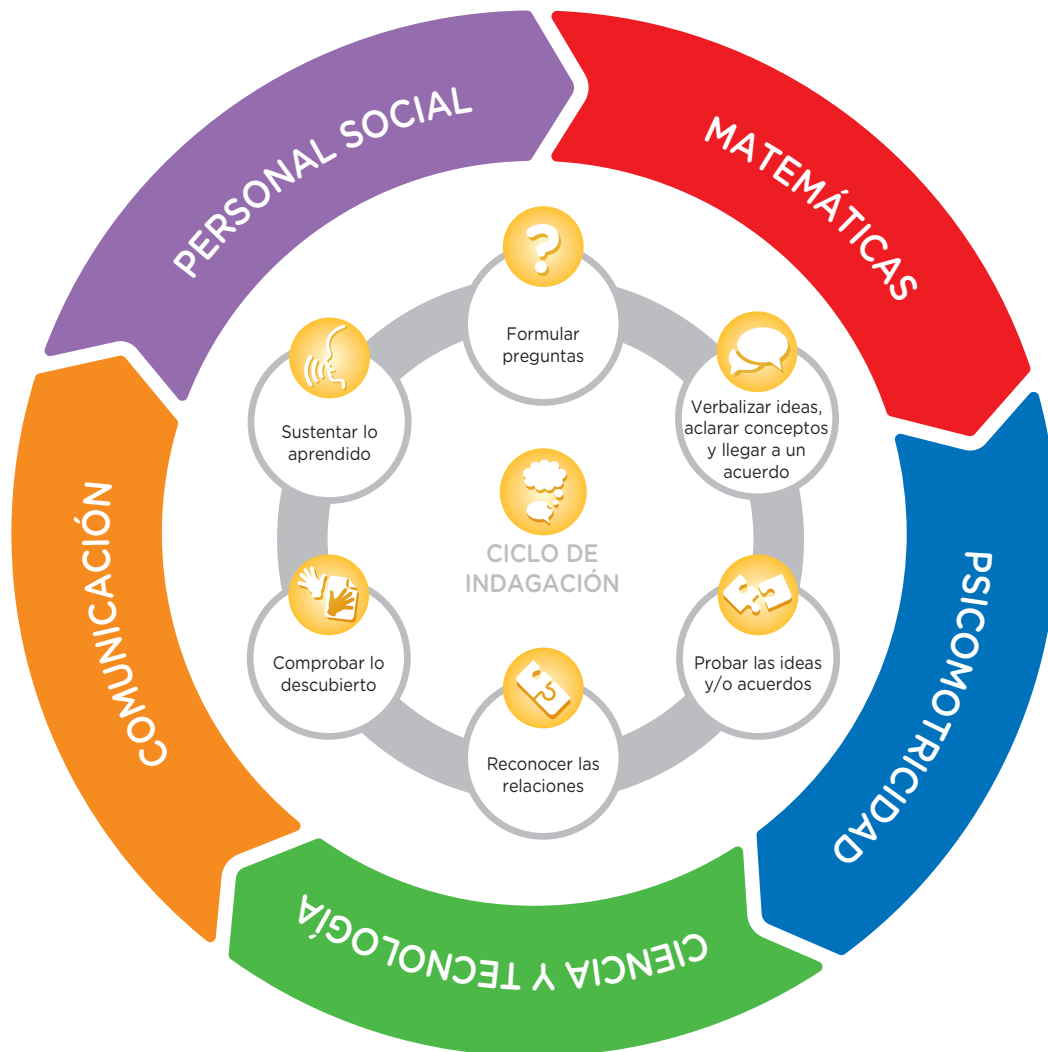 PERSONAL SOCIAL
MATEMÁTICAS
PSICOMOTRICIDAD
CIENCIA Y TECNOLOGÍA
COMUNICACIÓN
?
Formular
preguntas
Verbalizar ideas,
aclarar conceptos
y llegar a un
acuerdo
Probar las ideas
y/o acuerdos
Reconocer las
relaciones
Comprobar lo
descubierto
Sustentar lo
aprendido
CICLO DE
INDAGACIÓN